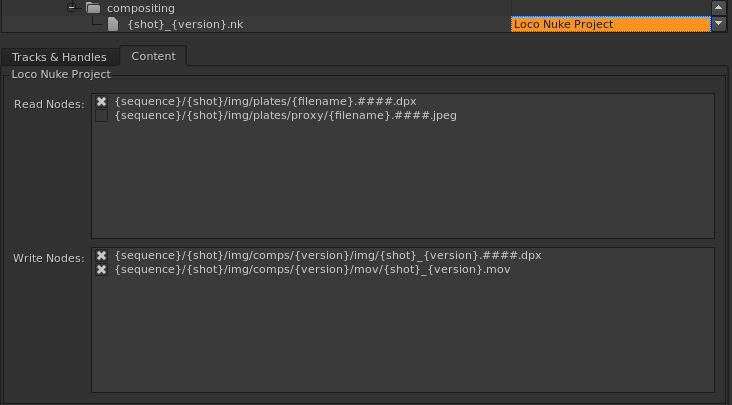 compositing
{shot}_{version}.nk Loco Nuke Project
Tracks & Handles Content
Loco Nuke Project
Read Nodes: {sequence}/{shot}/img/plates/{filename}.####.dpx
{sequence}/{shot}/img/plates/proxy/{filename}.####.jpeg
Write Nodes: {sequence}/{shot}/img/comps/{version}/img/{shot}_{version}.####.dpx
{sequence}/{shot}/img/comps/{version}/mov/{shot}_{version}.mov